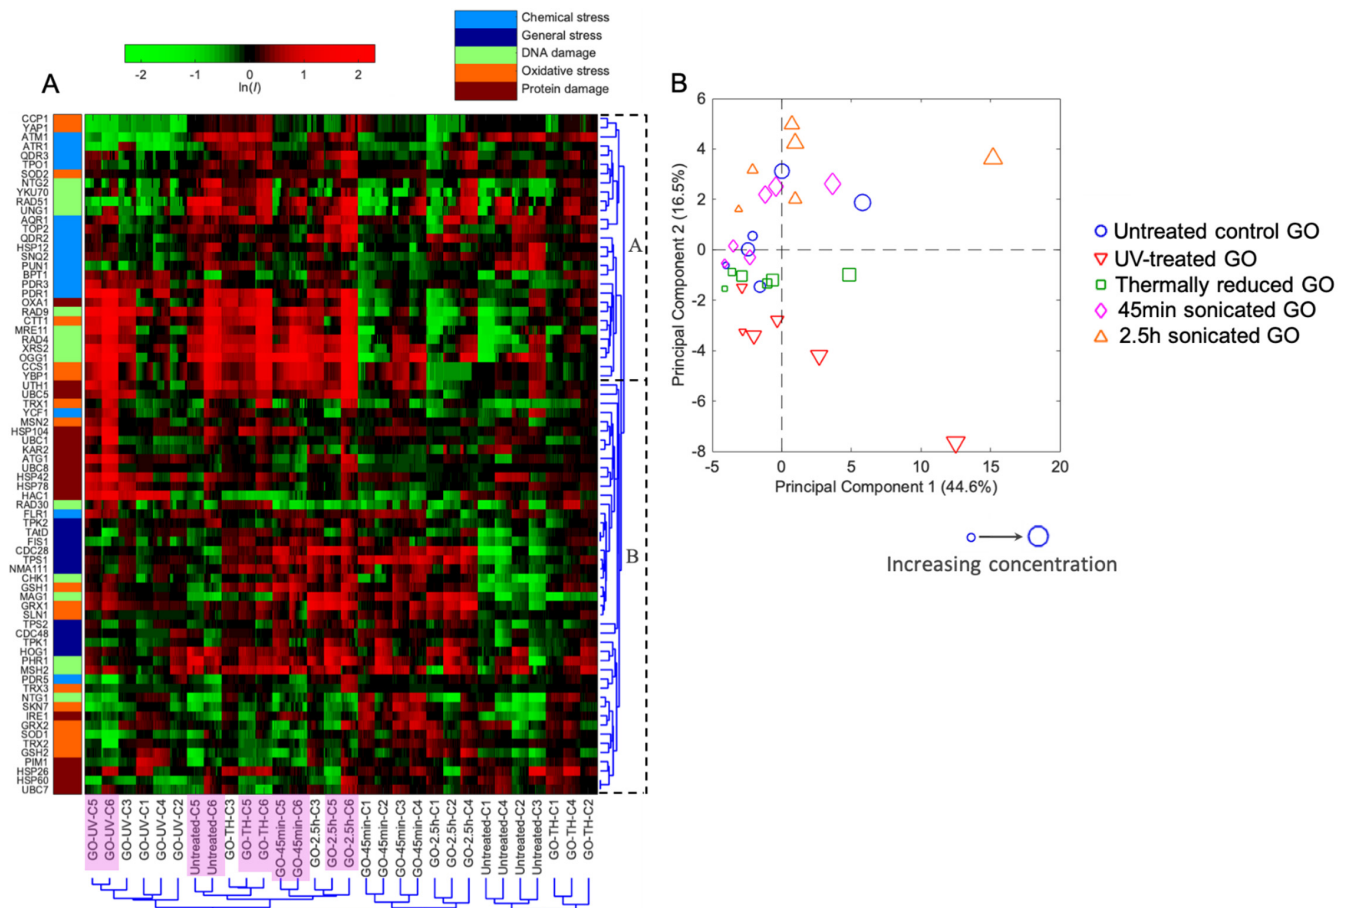 Chemical stress
General stress
DNA damage
Oxidative stress
Protein damage
-2 -1 0 1 2
ln(I)
A
CCP1
YAP1
ATM1
ATR1
QDR3
TPO1
SOD2
NTG2
YKU70
RAD51
UNG1
AQR1
TOP2
QDR2
HSP12
SNQ2
PUN1
BPT1
PDR3
PDR1
OXA1
RAD9
CTT1
MRE11
RAD4
XRS2
OGG1
CCS1
YBP1
UTH1
UBC5
TRX1
YCF1
MSN2
HSP104
UBC1
KAR2
ATG1
UBC8
HSP42
HSP78
HAC1
RAD30
FLR1
TPK2
TAtD
FIS1
CDC28
TPS1
NMA111
CHK1
GSH1
MAG1
GRX1
SLN1
TPS2
CDC48
TPK1
HOG1
PHR1
MSH2
PDR5
TRX3
NTG1
SKN7
IRE1
GRX2
SOD1
TRX2
GSH2
PIM1
HSP26
HSP60
UBC7
A
B
GO-UV-C5
GO-UV-C6
GO-UV-C3
GO-UV-C1
GO-UV-C4
GO-UV-C2
Untreated-C5
Untreated-C6
GO-TH-C3
GO-TH-C5
GO-TH-C6
GO-45min-C5
GO-45min-C6
GO-2.5h-C3
GO-2.5h-C5
GO-2.5h-C6
GO-45min-C1
GO-45min-C2
GO-45min-C3
GO-45min-C4
GO-2.5h-C1
GO-2.5h-C2
GO-2.5h-C4
Untreated-C1
Untreated-C4
Untreated-C2
Untreated-C3
GO-TH-C1
GO-TH-C4
GO-TH-C2
B
Principal Component 2 (16.5%)
6
4
2
0
-2
-4
-6
-8
-5 0 5 10 15 20
Principal Component 1 (44.6%)
Untreated control GO
UV-treated GO
Thermally reduced GO
45min sonicated GO
2.5h sonicated GO
Increasing concentration